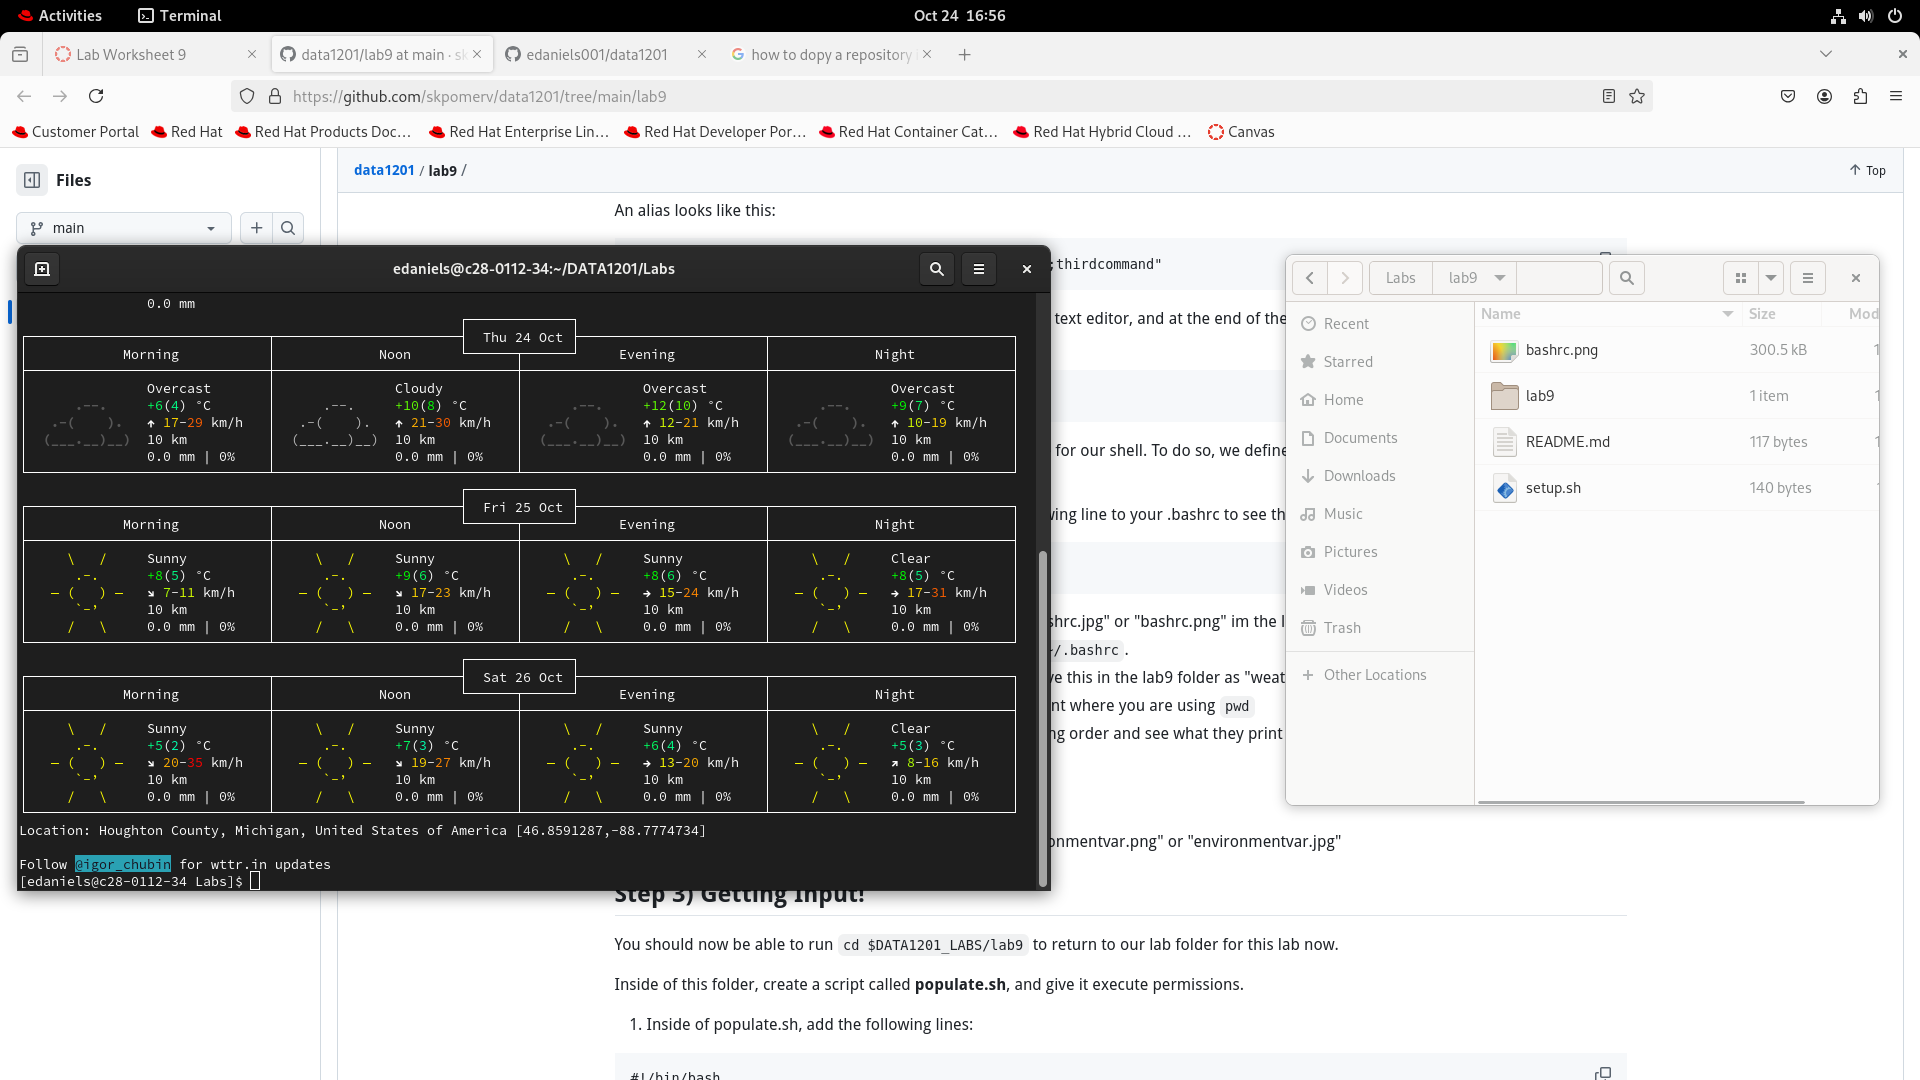 Activities
Terminal
Oct 24 16:56
Lab Worksheet 9
data1201/lab9 at main · sk
edaniels001/data1201
how to dopy a repository
https://github.com/skpomerv/data1201/tree/main/lab9
Customer Portal
Red Hat
Red Hat Products Doc…
Red Hat Enterprise Lin…
Red Hat Developer Por…
Red Hat Container Cat…
Red Hat Hybrid Cloud …
Canvas
Files
data1201 / lab9 /
Top
main
An alias looks like this:
;thirdcommand"
text editor, and at the end of the
for our shell. To do so, we define
ving line to your .bashrc to see th
shrc.jpg" or "bashrc.png" im the l
~/.bashrc.
ve this in the lab9 folder as "weat
nt where you are using pwd
ng order and see what they print
onmentvar.png" or "environmentvar.jpg"
Step 3) Getting Input!
You should now be able to run cd $DATA1201_LABS/lab9 to return to our lab folder for this lab now.
Inside of this folder, create a script called populate.sh, and give it execute permissions.
1. Inside of populate.sh, add the following lines:
#!/bin/bash
edaniels@c28-0112-34:~/DATA1201/Labs
0.0 mm
Thu 24 Oct
Morning Noon Evening Night
Overcast Cloudy Overcast Overcast
+6(4) °C +10(8) °C +12(10) °C +9(7) °C
↑ 17-29 km/h ↑ 21-30 km/h ↑ 12-21 km/h ↑ 10-19 km/h
10 km 10 km 10 km 10 km
0.0 mm | 0% 0.0 mm | 0% 0.0 mm | 0% 0.0 mm | 0%
Fri 25 Oct
Morning Noon Evening Night
Sunny Sunny Sunny Clear
+8(5) °C +9(6) °C +8(6) °C +8(5) °C
↘ 7-11 km/h ↘ 17-23 km/h → 15-24 km/h → 17-31 km/h
10 km 10 km 10 km 10 km
0.0 mm | 0% 0.0 mm | 0% 0.0 mm | 0% 0.0 mm | 0%
Sat 26 Oct
Morning Noon Evening Night
Sunny Sunny Sunny Clear
+5(2) °C +7(3) °C +6(4) °C +5(3) °C
↘ 20-35 km/h ↘ 19-27 km/h → 13-20 km/h ↗ 8-16 km/h
10 km 10 km 10 km 10 km
0.0 mm | 0% 0.0 mm | 0% 0.0 mm | 0% 0.0 mm | 0%
Location: Houghton County, Michigan, United States of America [46.8591287,-88.7774734]
Follow @igor_chubin for wttr.in updates
[edaniels@c28-0112-34 Labs]$
Labs
lab9
Name Size Mod
Recent
Starred
Home
Documents
Downloads
Music
Pictures
Videos
Trash
Other Locations
bashrc.png 300.5 kB 1
lab9 1 item
README.md 117 bytes 1
setup.sh 140 bytes